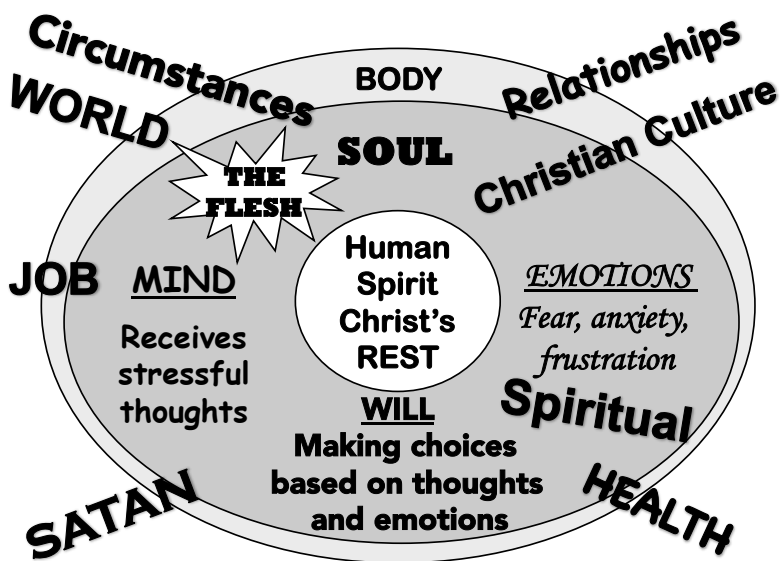 Circumstances
Relationships
WORLD
BODY
Christian Culture
SOUL
THE
FLESH
Human
Spirit
Christ's
REST
JOB
MIND
Receives
stressful
thoughts
EMOTIONS
Fear, anxiety,
frustration
Spiritual
WILL
Making choices
based on thoughts
and emotions
SATAN
HEALTH